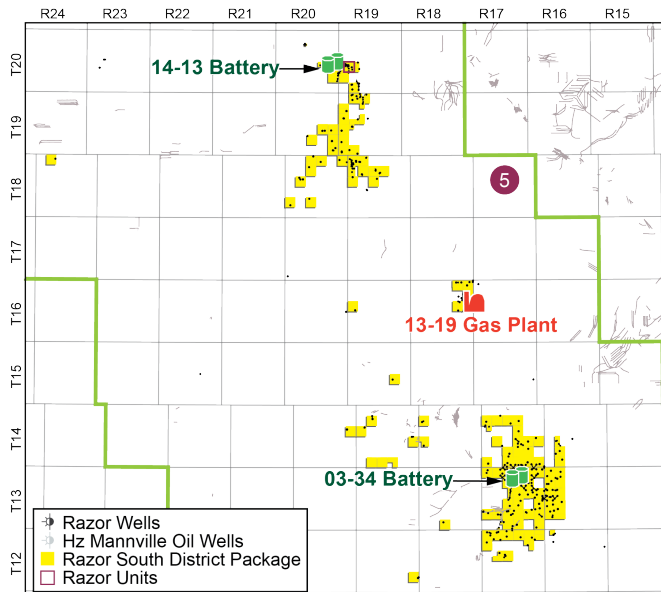 R24 R23 R22 R21 R20 R19 R18 R17 R16 R15
T20
14-13 Battery
T19
T18
5
T17
T16
13-19 Gas Plant
T15
T14
03-34 Battery
T13
T12
Razor Wells
Hz Mannville Oil Wells
Razor South District Package
Razor Units